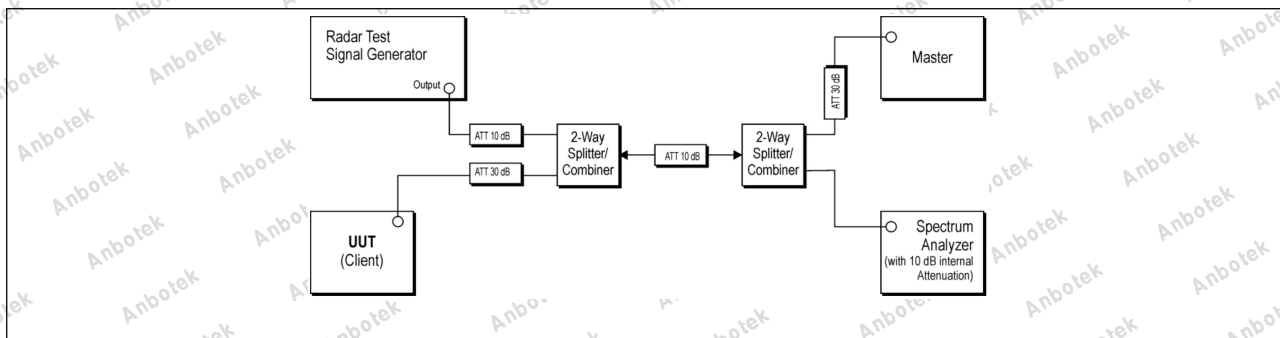 Radar Test
Signal Generator
Output
ATT 10 dB
ATT 30 dB
2-Way
Splitter/
Combiner
ATT 10 dB
2-Way
Splitter/
Combiner
ATT 30 dB
Master
UUT
(Client)
Spectrum
Analyzer
(with 10 dB internal
Attenuation)
Anbotek